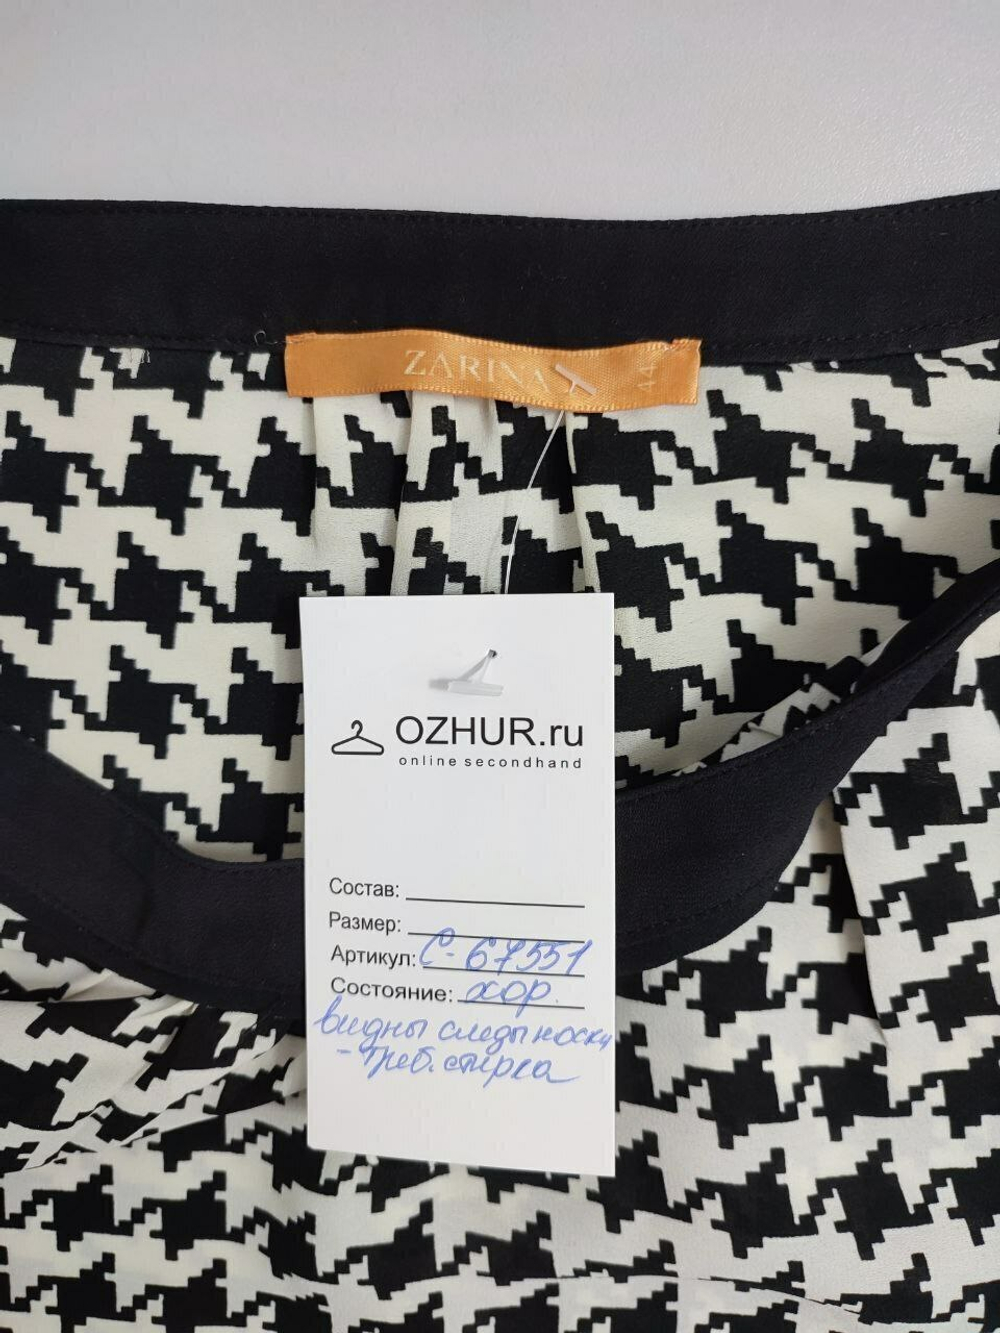 ZARINA
44
OZHUR.ru
online secondhand
Состав:
Размер:
Артикул: С-67551
Состояние: хор.
видны следы носки
- треб. стирка